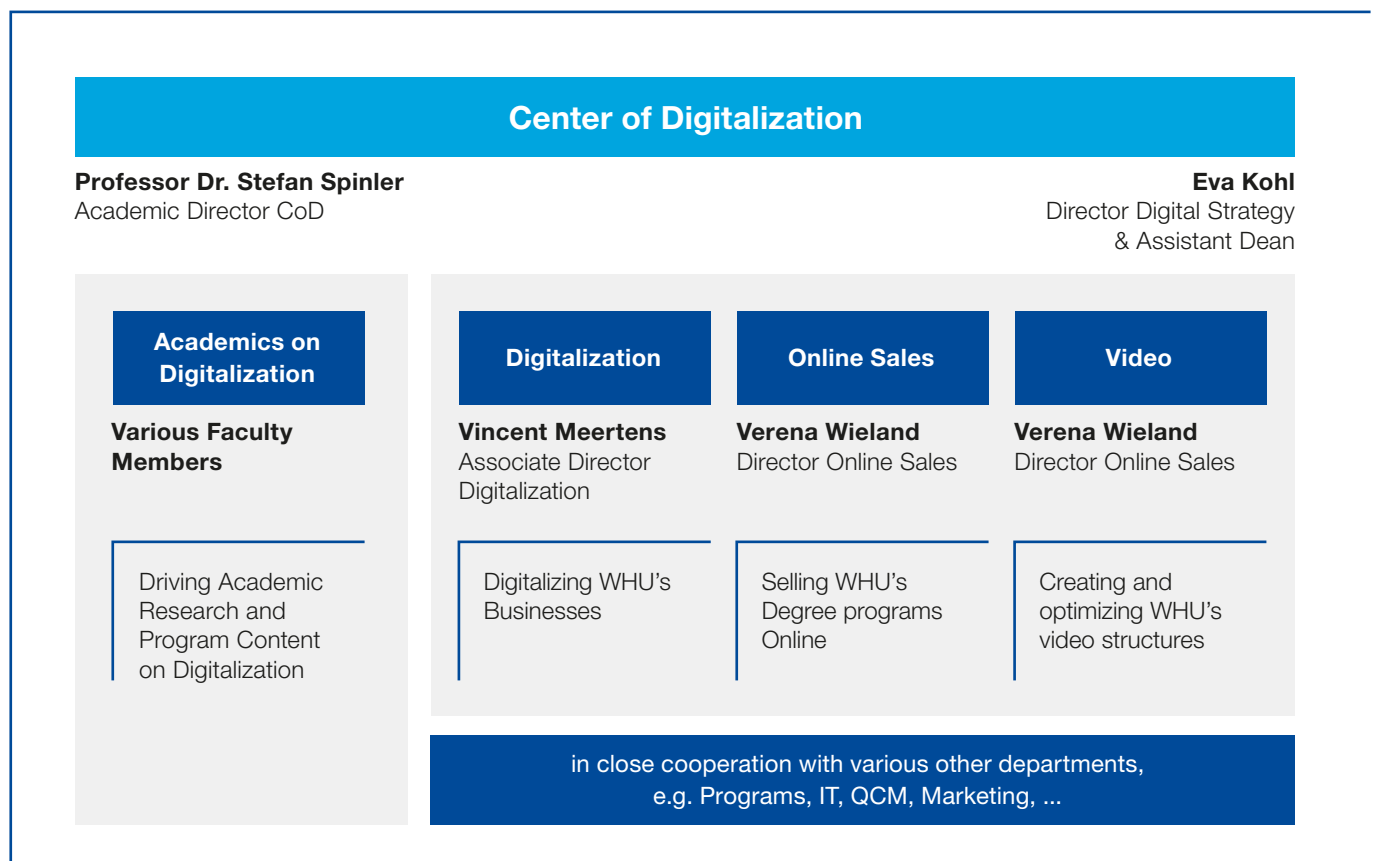 Center of Digitalization
Professor Dr. Stefan Spinler
Academic Director CoD
Eva Kohl
Director Digital Strategy
& Assistant Dean
Academics on
Digitalization
Various Faculty
Members
Driving Academic
Research and
Program Content
on Digitalization
Digitalization
Vincent Meertens
Associate Director
Digitalization
Digitalizing WHU’s
Businesses
Online Sales
Verena Wieland
Director Online Sales
Selling WHU’s
Degree programs
Online
Video
Verena Wieland
Director Online Sales
Creating and
optimizing WHU’s
video structures
in close cooperation with various other departments,
e.g. Programs, IT, QCM, Marketing, ...